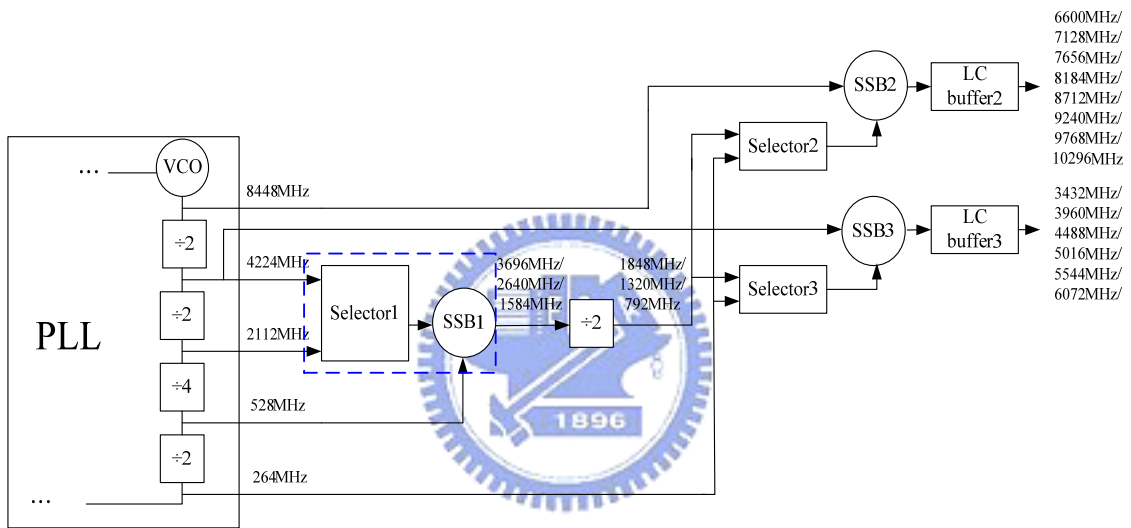 6600MHz/
7128MHz/
7656MHz/
8184MHz/
8712MHz/
9240MHz/
9768MHz/
10296MHz
SSB2
LC
buffer2
Selector2
...
VCO
8448MHz
÷2
4224MHz
÷2
2112MHz
PLL
÷4
528MHz
÷2
264MHz
...
Selector1
SSB1
3696MHz/
2640MHz/
1584MHz
÷2
1848MHz/
1320MHz/
792MHz
Selector3
SSB3
LC
buffer3
3432MHz/
3960MHz/
4488MHz/
5016MHz/
5544MHz/
6072MHz/
1896